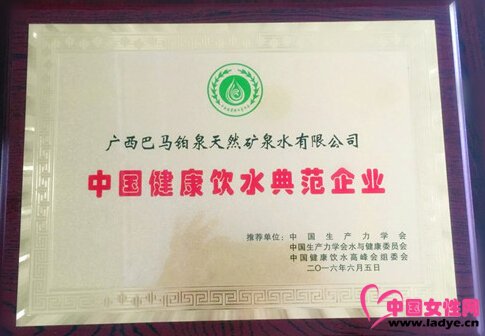 广西巴马铂泉天然矿泉水有限公司
中国健康饮水典范企业
推荐单位：中国生产力学会
中国生产力学会水与健康委员会
中国健康饮水高峰会组委会
二〇一六年六月五日
中国女性网
www.ladye.cn